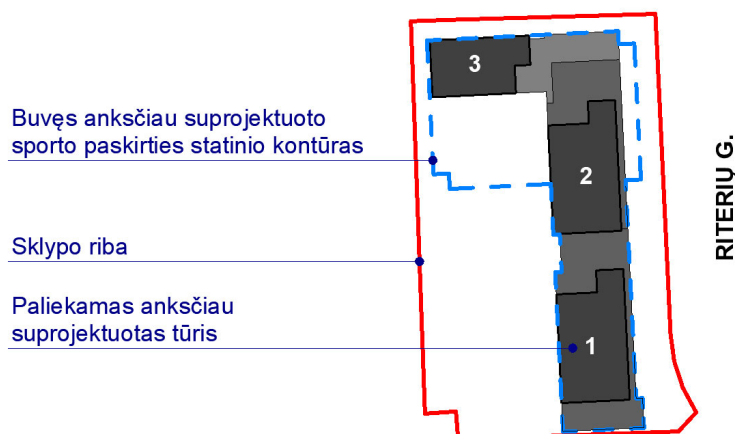 3
Buvęs anksčiau suprojektuoto
sporto paskirties statinio kontūras
2
RITERIŲ G.
Sklypo riba
Paliekamas anksčiau
suprojektuotas tūris
1